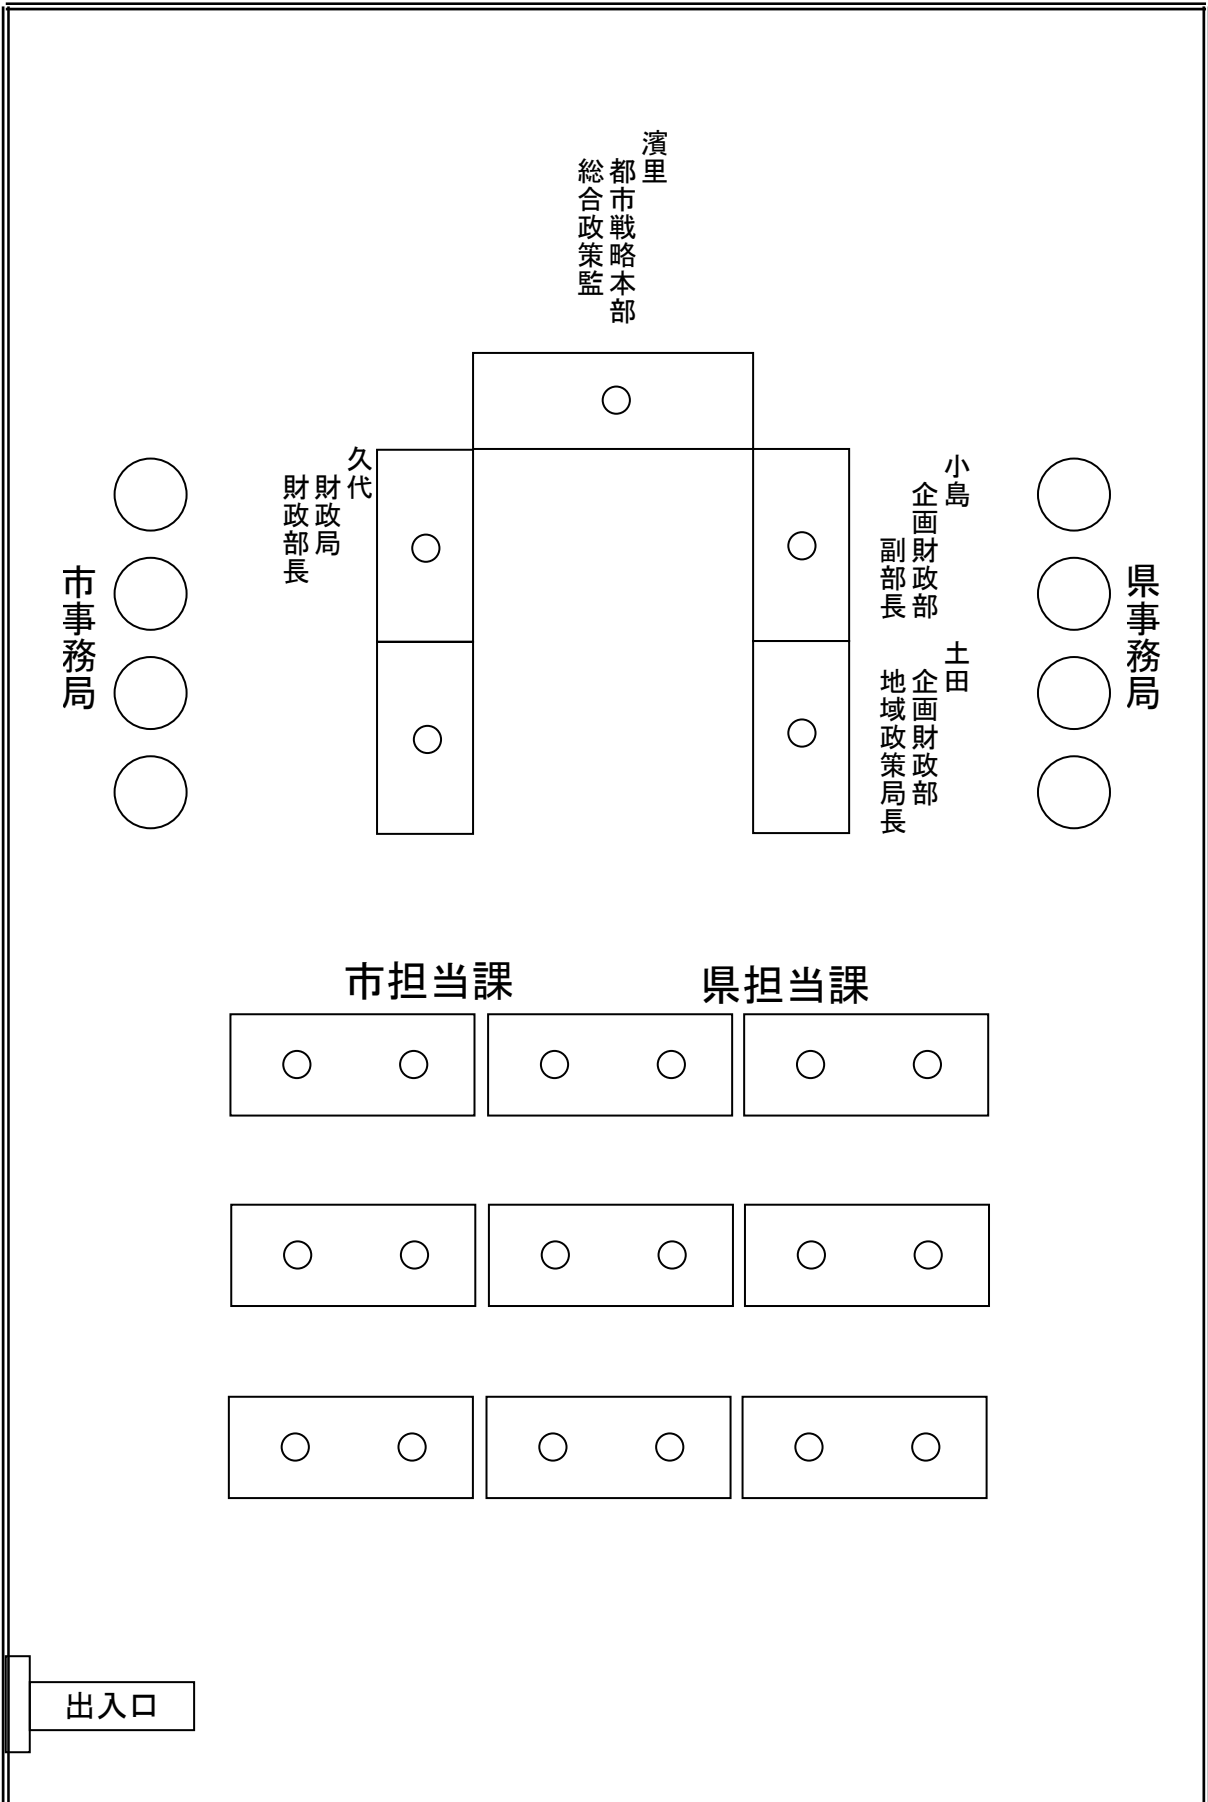 濱里
都市戦略本部
総合政策監
久代
財政局
財政部長
小島
企画財政部
副部長
土田
企画財政部
地域政策局長
市事務局
県事務局
市担当課
県担当課
出入口